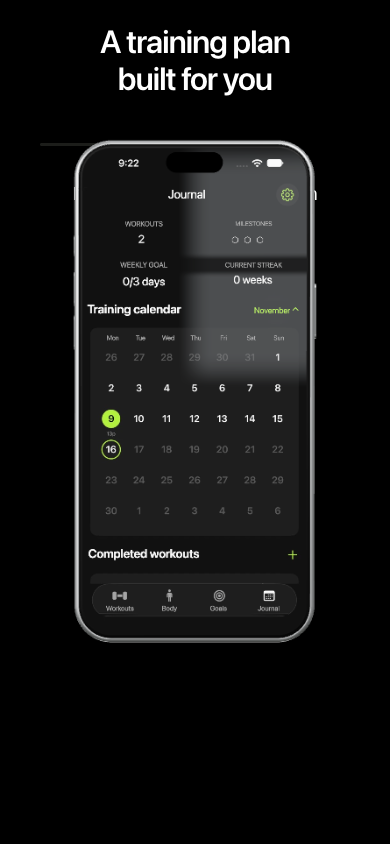 A training plan
built for you
9:22
Journal
WORKOUTS
MILESTONES
2
WEEKLY GOAL
CURRENT STREAK
0/3 days
0 weeks
Training calendar
November
Mon Tue Wed Thu Fri Sat Sun
26 27 28 29 30 31 1
2 3 4 5 6 7 8
9 10 11 12 13 14 15
16 17 18 19 20 21 22
23 24 25 26 27 28 29
30 1 2 3 4 5 6
Completed workouts
+
Workouts Body Goals Journal